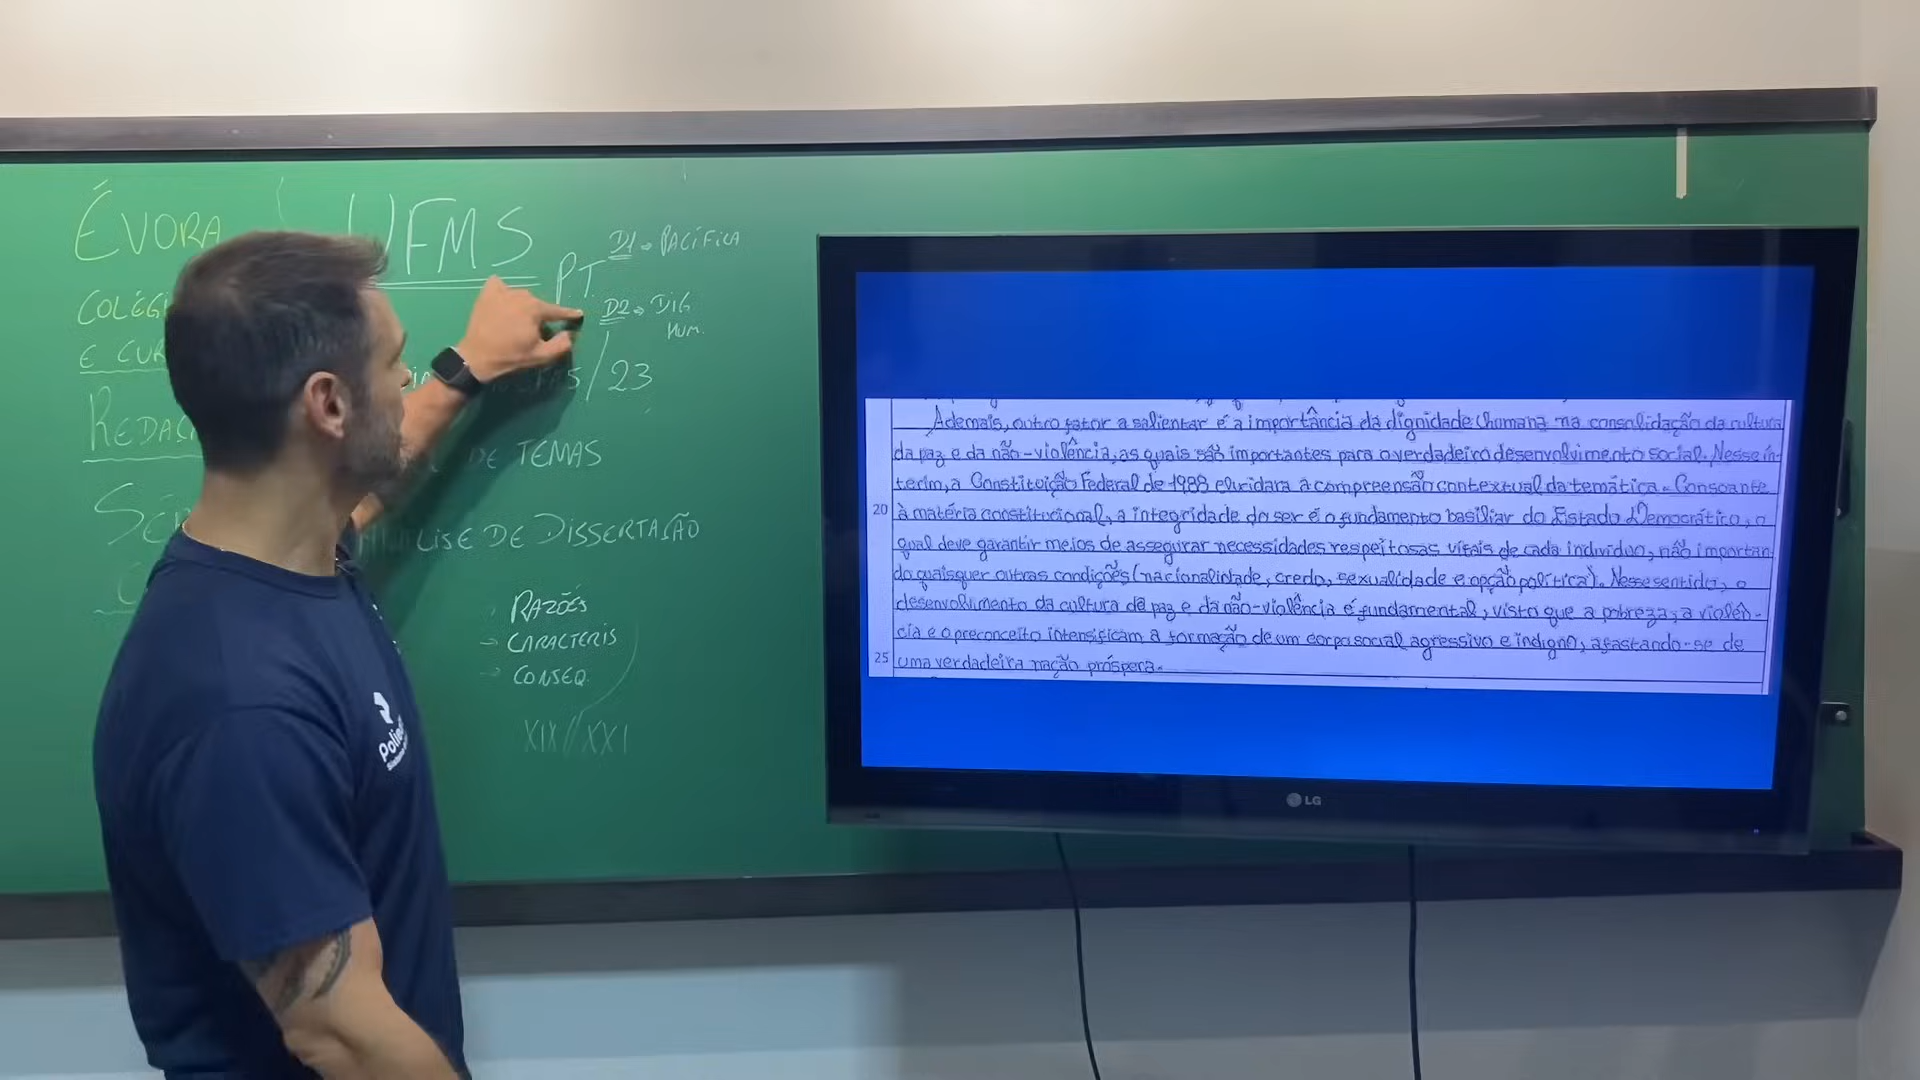 ÉVORA
COLÉGI
E CUR
REDAÇ
UFMS
P.T.
D1 → PACÍFICA
D2 → DIG
HUM.
/23
DE TEMAS
LISE DE DISSERTAÇÃO
RAZÕES
→ CARACTERIS
→ CONSEQ.
XIX//XXI
Ademais, outro fator a salientar é a importância da dignidade humana na consolidação da cultura
da paz e da não-violência, as quais são importantes para o verdadeiro desenvolvimento social. Nesse ín-
terim, a Constituição Federal de 1988 elucidara a compreensão contextual da temática. Consoante
20 à matéria constitucional, a integridade do ser é o fundamento basiliar do Estado Democrático, o
qual deve garantir meios de assegurar necessidades respeitosas vitais de cada indivíduo, não importan-
do quaisquer outras condições (nacionalidade, credo, sexualidade e opção política). Nesse sentido, o
desenvolvimento da cultura de paz e da não-violência é fundamental, visto que a pobreza, a violên-
cia e o preconceito intensificam a formação de um corpo social agressivo e indigno, afastando-se de
25 uma verdadeira nação próspera.
LG